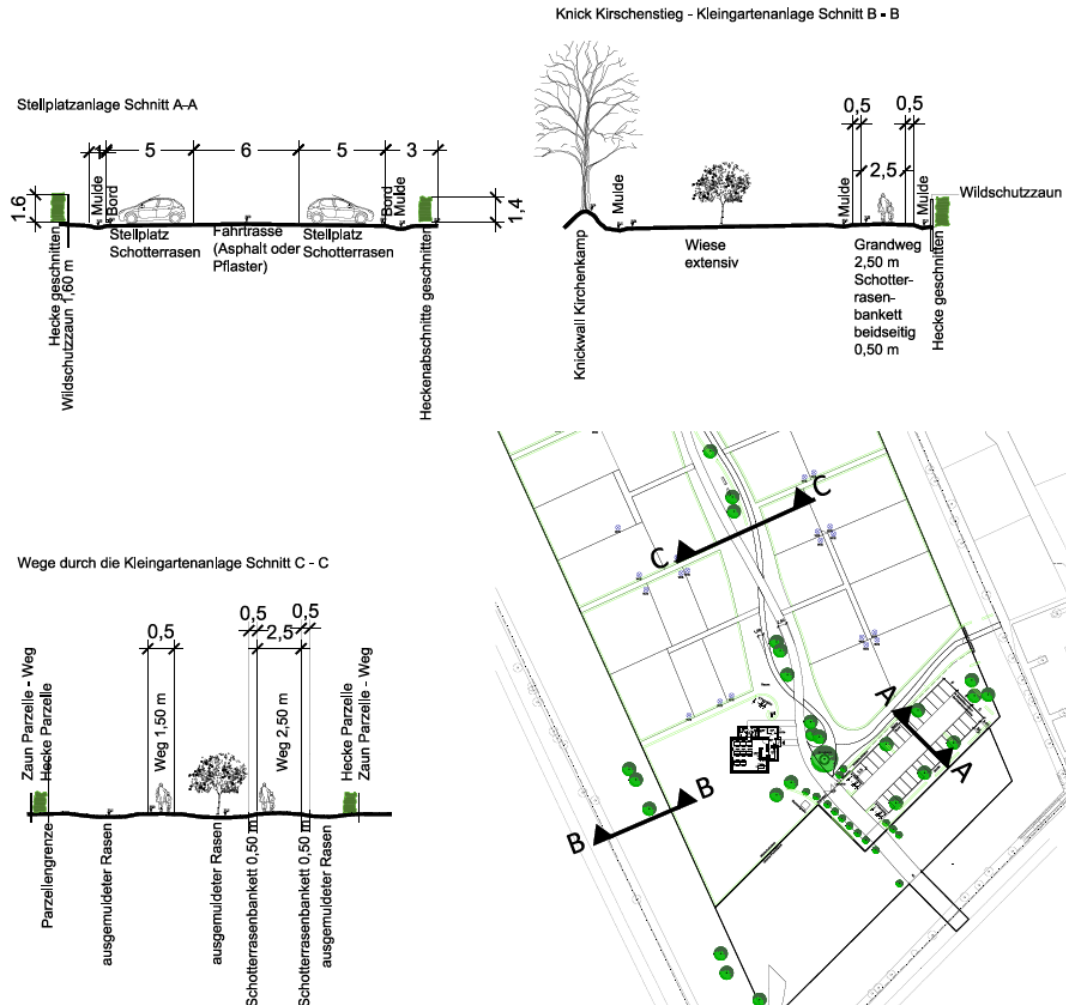 Knick Kirschenstieg - Kleingartenanlage Schnitt B - B
Stellplatzanlage Schnitt A-A
0,5
0,5
1
5
6
5
3
2,5
1.6
1,4
Mulde
Bord
Bord
Mulde
Stellplatz
Schotterrasen
Fahrtrasse
(Asphalt oder
Pflaster)
Stellplatz
Schotterrasen
Hecke geschnitten
Wildschutzzaun 1,60 m
Heckenabschnitte geschnitten
Mulde
Mulde
Mulde
Wildschutzzaun
Knickwall Kirchenkamp
Wiese
extensiv
Grandweg
2,50 m
Schotter-
rasen-
bankett
beidseitig
0,50 m
Hecke geschnitten
Wege durch die Kleingartenanlage Schnitt C - C
0,5
0,5
0,5
2,5
Zaun Parzelle - Weg
Hecke Parzelle
Weg 1,50 m
Weg 2,50 m
Hecke Parzelle
Zaun Parzelle - Weg
Parzellengrenze
ausgemuldeter Rasen
ausgemuldeter Rasen
Schotterrasenbankett 0,50 m
Schotterrasenbankett 0,50 m
ausgemuldeter Rasen
C
C
A
A
B
B